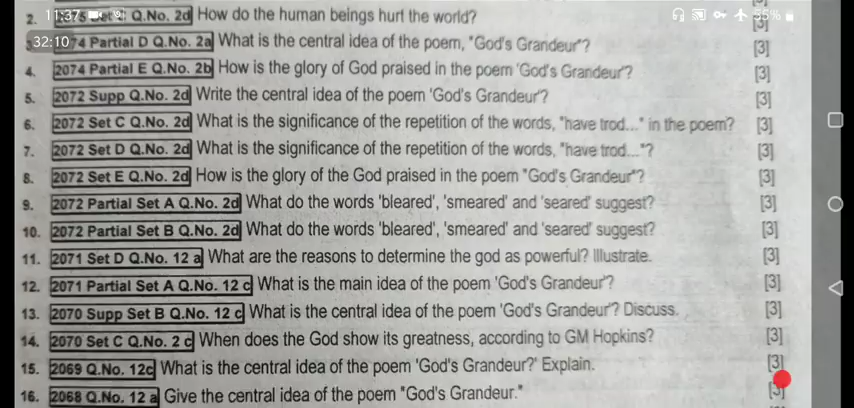 11:37 55%
32:10
[3]
2. Q.No. 2d How do the human beings hurt the world? [3]
74 Partial D Q.No. 2a What is the central idea of the poem, "God's Grandeur"? [3]
4. 2074 Partial E Q.No. 2b How is the glory of God praised in the poem 'God's Grandeur'? [3]
5. 2072 Supp Q.No. 2d Write the central idea of the poem 'God's Grandeur'? [3]
6. 2072 Set C Q.No. 2d What is the significance of the repetition of the words, "have trod..." in the poem? [3]
7. 2072 Set D Q.No. 2d What is the significance of the repetition of the words, "have trod..."? [3]
8. 2072 Set E Q.No. 2d How is the glory of the God praised in the poem "God's Grandeur"? [3]
9. 2072 Partial Set A Q.No. 2d What do the words 'bleared', 'smeared' and 'seared' suggest? [3]
10. 2072 Partial Set B Q.No. 2d What do the words 'bleared', 'smeared' and 'seared' suggest? [3]
11. 2071 Set D Q.No. 12 a What are the reasons to determine the god as powerful? Illustrate. [3]
12. 2071 Partial Set A Q.No. 12 c What is the main idea of the poem 'God's Grandeur'? [3]
13. 2070 Supp Set B Q.No. 12 c What is the central idea of the poem 'God's Grandeur'? Discuss. [3]
14. 2070 Set C Q.No. 2 c When does the God show its greatness, according to GM Hopkins? [3]
15. 2069 Q.No. 12c What is the central idea of the poem 'God's Grandeur?' Explain. [3]
16. 2068 Q.No. 12 a Give the central idea of the poem "God's Grandeur." [3]